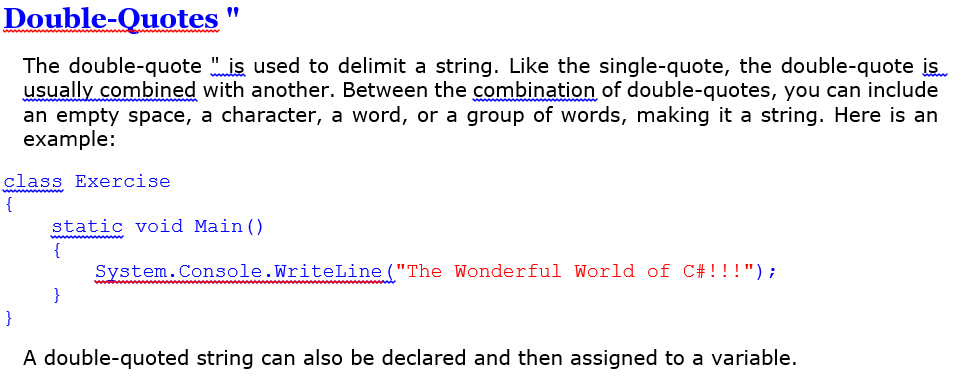 Double-Quotes "
The double-quote " is used to delimit a string. Like the single-quote, the double-quote is
usually combined with another. Between the combination of double-quotes, you can include
an empty space, a character, a word, or a group of words, making it a string. Here is an
example:
class Exercise
{
    static void Main()
    {
        System.Console.WriteLine("The Wonderful World of C#!!!");
    }
}
A double-quoted string can also be declared and then assigned to a variable.